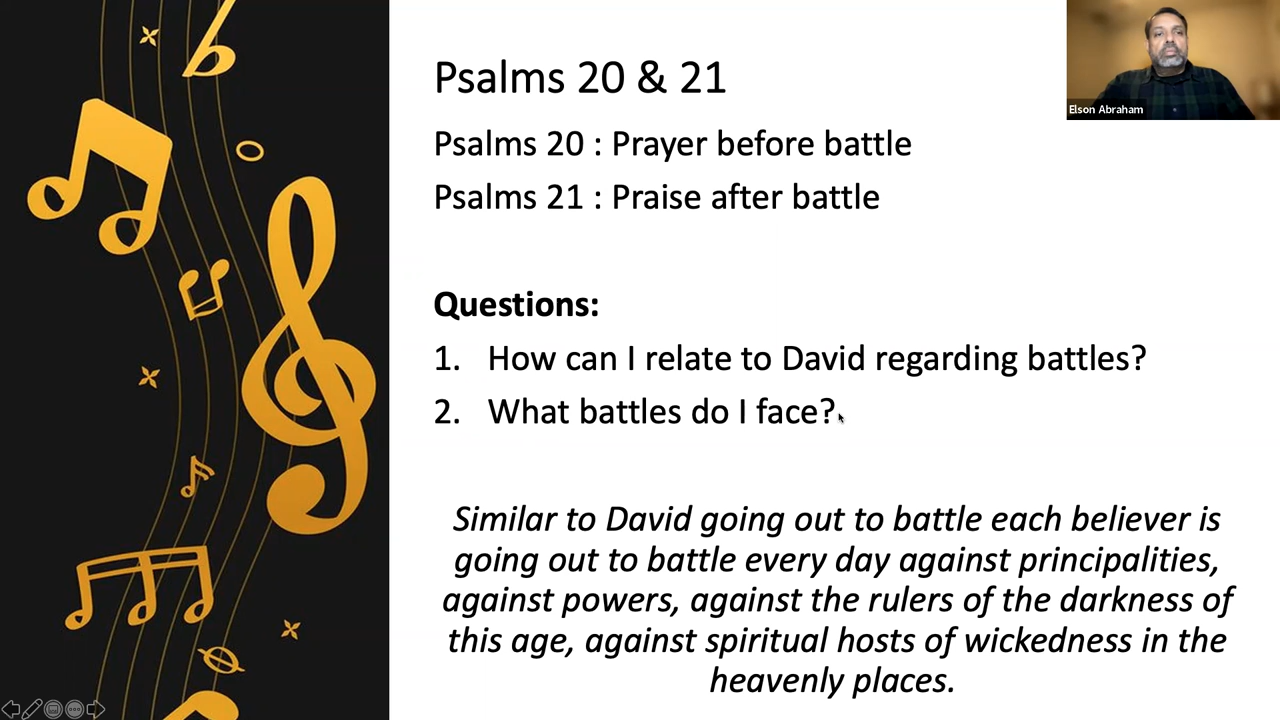 Psalms 20 & 21
Elson Abraham
Psalms 20 : Prayer before battle
Psalms 21 : Praise after battle
Questions:
1. How can I relate to David regarding battles?
2. What battles do I face?
Similar to David going out to battle each believer is
going out to battle every day against principalities,
against powers, against the rulers of the darkness of
this age, against spiritual hosts of wickedness in the
heavenly places.